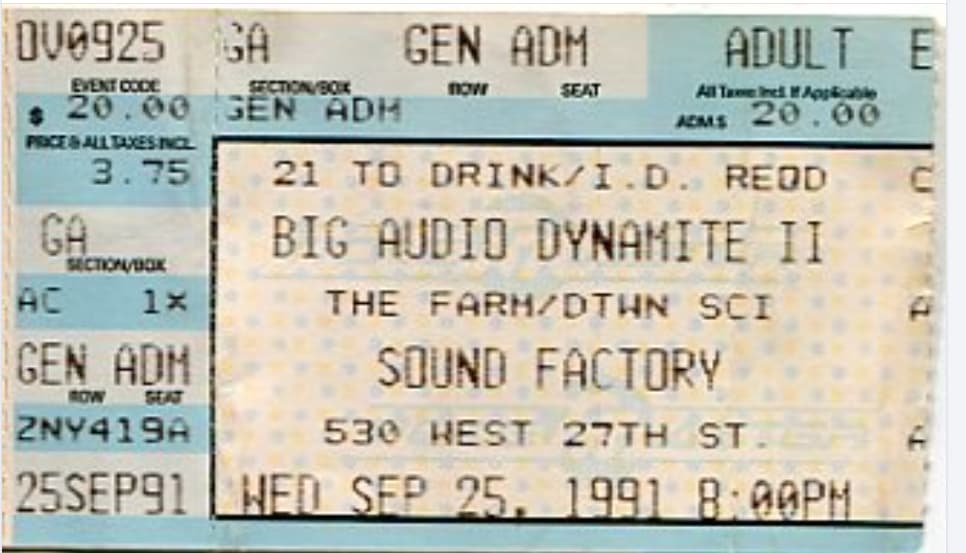 OV0925 GA GEN ADM ADULT E
EVENT CODE SECTION/BOX ROW SEAT All Taxes Incl. If Applicable
$ 20.00 GEN ADM ADMS 20.00
PRICE & ALL TAXES INCL.
3.75 21 TO DRINK/I.D. REQD C
GA BIG AUDIO DYNAMITE II
SECTION/BOX
AC 1X THE FARM/DTWN SCI A
GEN ADM SOUND FACTORY
ROW SEAT
ZNY419A 530 WEST 27TH ST. A
25SEP91 WED SEP 25, 1991 8:00PM